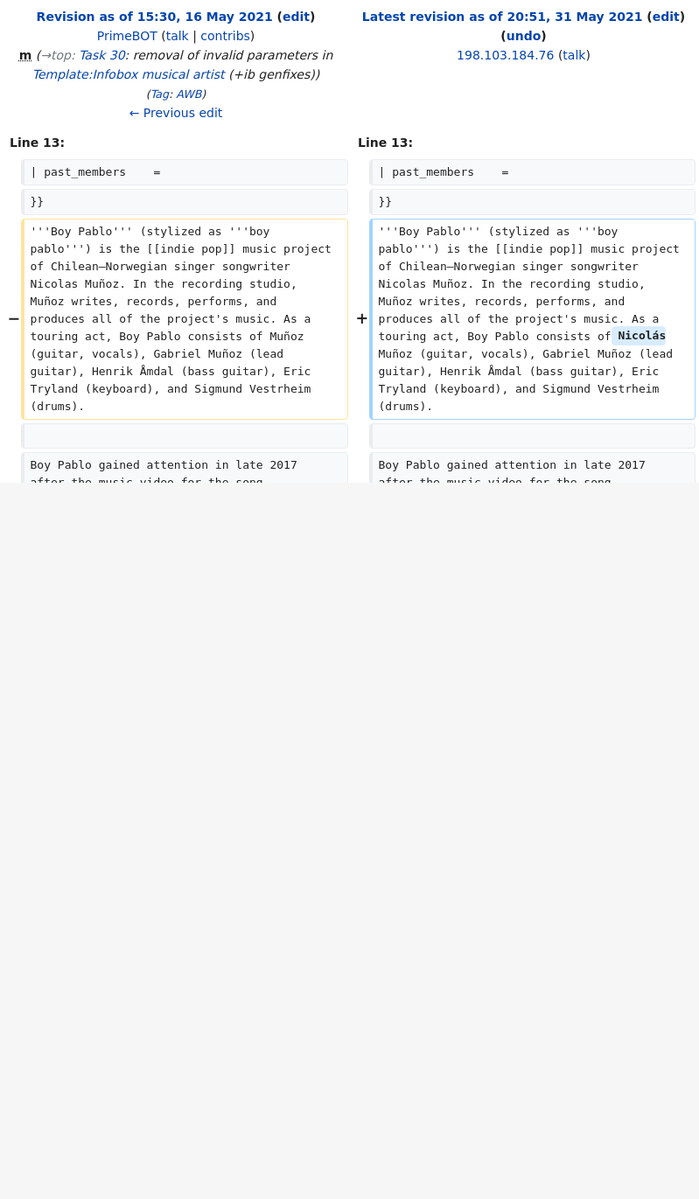 Revision as of 15:30, 16 May 2021 (edit)
PrimeBOT (talk | contribs)
m (→top: Task 30: removal of invalid parameters in
Template:Infobox musical artist (+ib genfixes))
(Tag: AWB)
← Previous edit
Latest revision as of 20:51, 31 May 2021 (edit)
(undo)
198.103.184.76 (talk)
Line 13:
Line 13:
| past_members    =
| past_members    =
}}
}}
−
'''Boy Pablo''' (stylized as '''boy
pablo''') is the [[indie pop]] music project
of Chilean–Norwegian singer songwriter
Nicolas Muñoz. In the recording studio,
Muñoz writes, records, performs, and
produces all of the project's music. As a
touring act, Boy Pablo consists of Muñoz
(guitar, vocals), Gabriel Muñoz (lead
guitar), Henrik Åmdal (bass guitar), Eric
Tryland (keyboard), and Sigmund Vestrheim
(drums).
+
'''Boy Pablo''' (stylized as '''boy
pablo''') is the [[indie pop]] music project
of Chilean–Norwegian singer songwriter
Nicolas Muñoz. In the recording studio,
Muñoz writes, records, performs, and
produces all of the project's music. As a
touring act, Boy Pablo consists of Nicolás
Muñoz (guitar, vocals), Gabriel Muñoz (lead
guitar), Henrik Åmdal (bass guitar), Eric
Tryland (keyboard), and Sigmund Vestrheim
(drums).
Boy Pablo gained attention in late 2017
after the music video for the song
Boy Pablo gained attention in late 2017
after the music video for the song